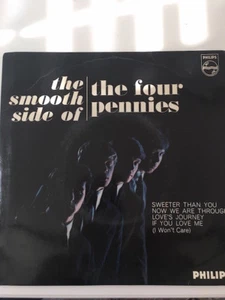 PHILIPS
the smooth side of
the four pennies
SWEETER THAN YOU
NOW WE ARE THROUGH
LOVE'S JOURNEY
IF YOU LOVE ME
(I Won't Care)
PHILIPS